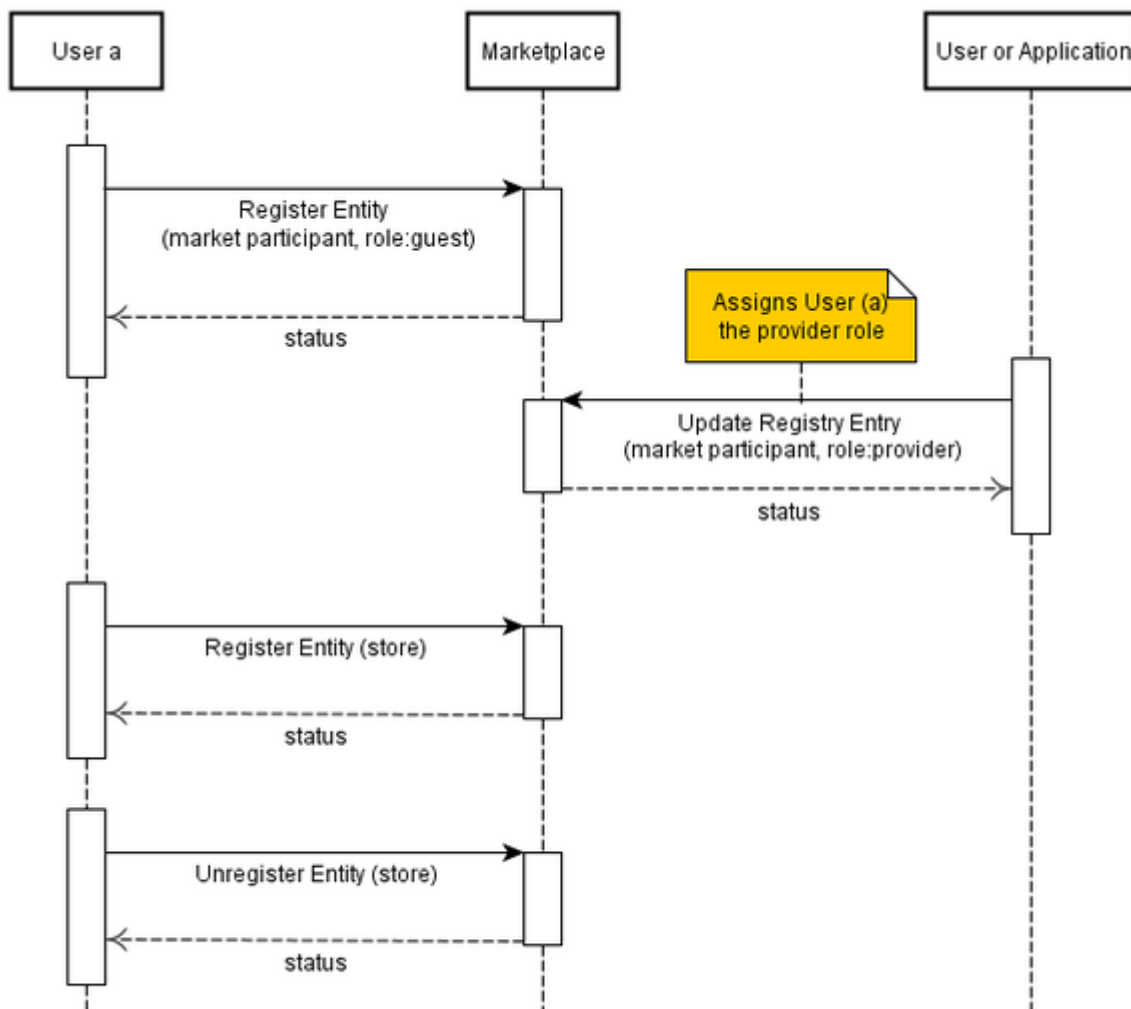 User a
Marketplace
User or Application
Register Entity
(market participant, role:guest)
status
Assigns User (a)
the provider role
Update Registry Entry
(market participant, role:provider)
status
Register Entity (store)
status
Unregister Entity (store)
status